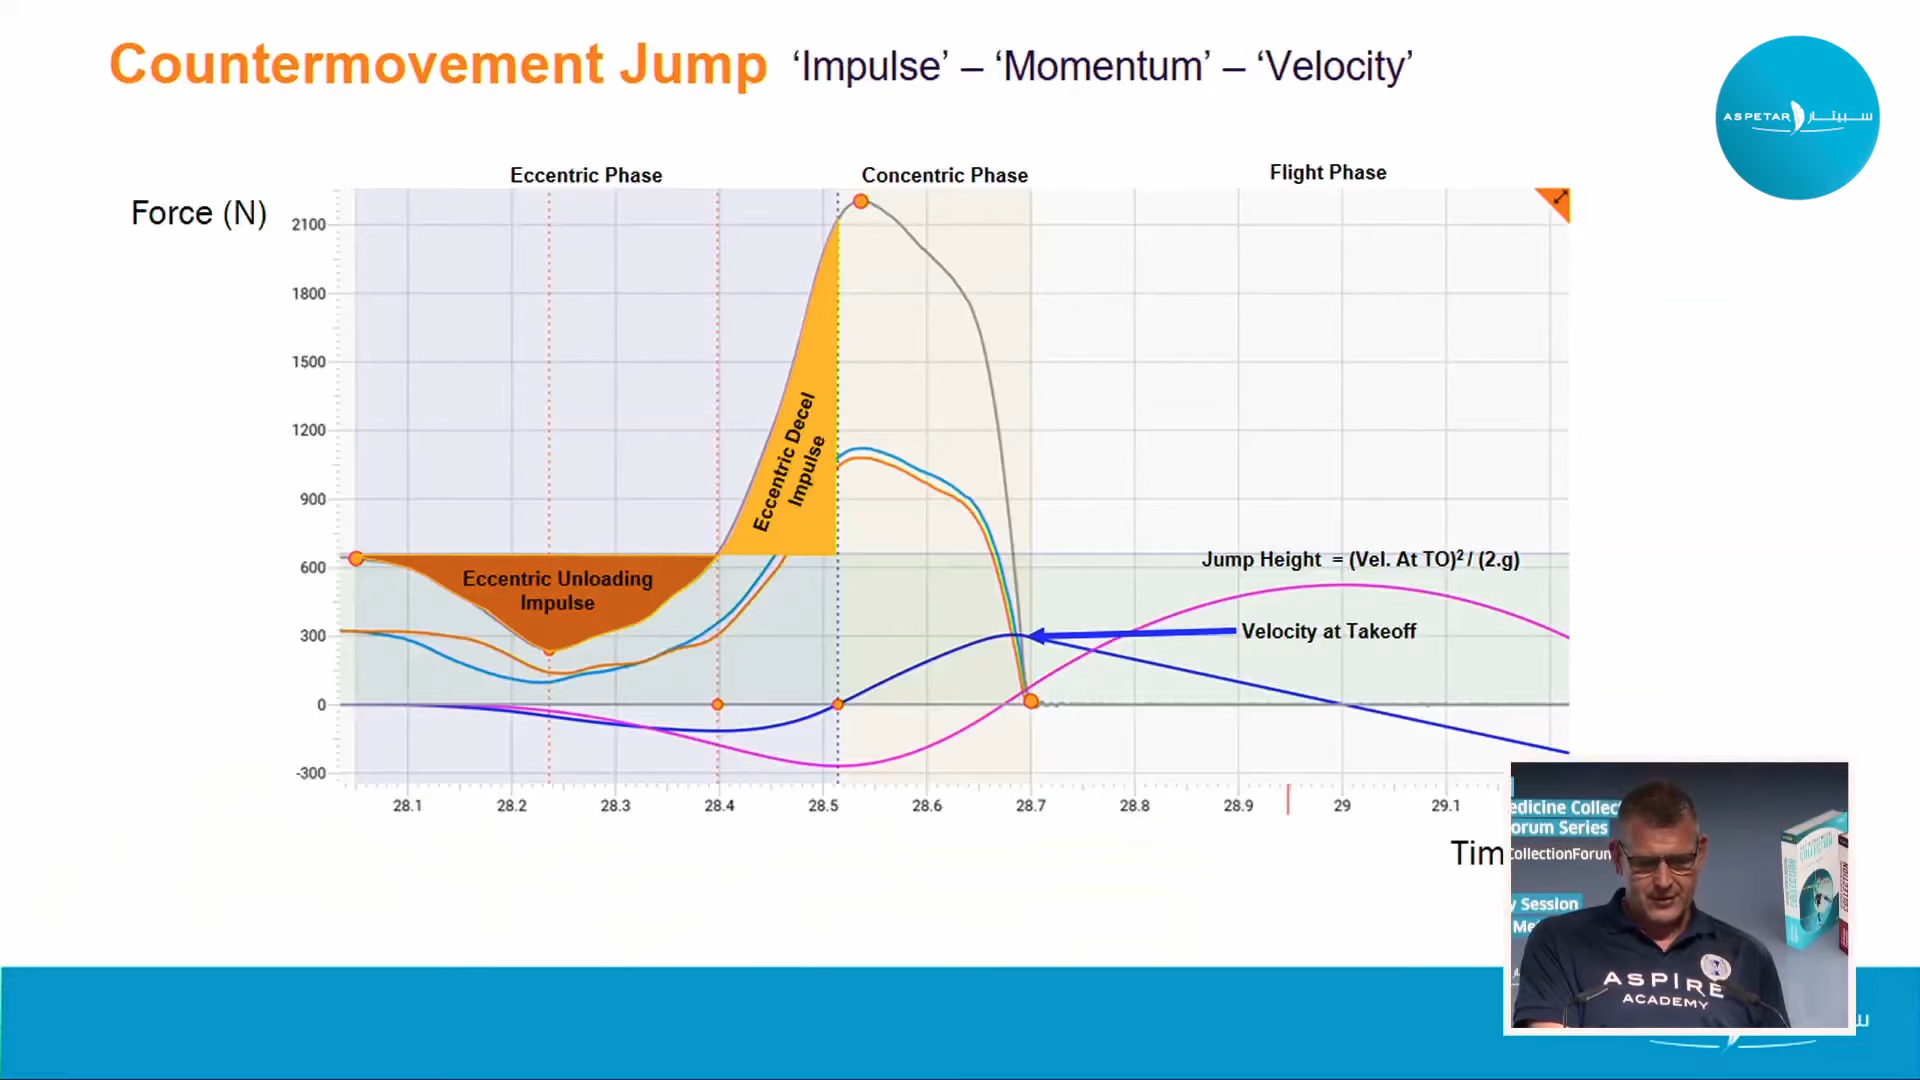 Countermovement Jump ‘Impulse’ – ‘Momentum’ – ‘Velocity’
ASPETAR سبيتار
Eccentric Phase
Concentric Phase
Flight Phase
Force (N)
2100
1800
1500
1200
900
600
300
0
-300
Eccentric Decel
Impulse
Eccentric Unloading
Impulse
Jump Height = (Vel. At TO)² / (2.g)
Velocity at Takeoff
28.1 28.2 28.3 28.4 28.5 28.6 28.7 28.8 28.9 29 29.1
Tim
edicine Collec
orum Series
CollectionForum
y Session
Me
COLLECTION
ASPIRE
ACADEMY